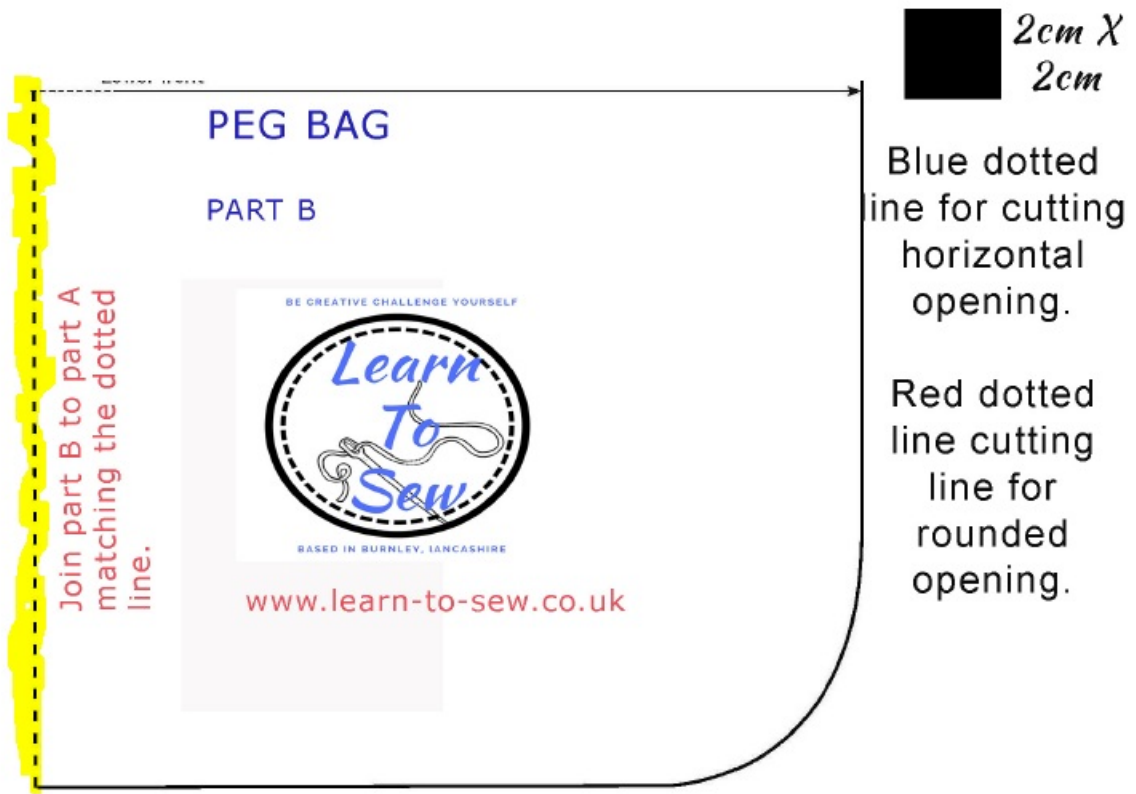 2cm X
2cm
PEG BAG
PART B
Blue dotted
line for cutting
horizontal
opening.
Join part B to part A
matching the dotted
line.
BE CREATIVE CHALLENGE YOURSELF
Learn
To
Sew
BASED IN BURNLEY, LANCASHIRE
www.learn-to-sew.co.uk
Red dotted
line cutting
line for
rounded
opening.